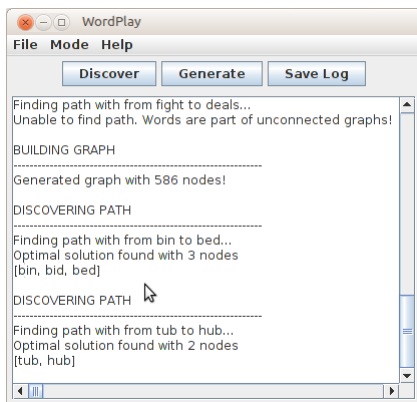 WordPlay
File Mode Help
Discover Generate Save Log
Finding path with from fight to deals...
Unable to find path. Words are part of unconnected graphs!
BUILDING GRAPH
------------------------------------------------------------
Generated graph with 586 nodes!
DISCOVERING PATH
------------------------------------------------------------
Finding path with from bin to bed...
Optimal solution found with 3 nodes
[bin, bid, bed]
DISCOVERING PATH
------------------------------------------------------------
Finding path with from tub to hub...
Optimal solution found with 2 nodes
[tub, hub]